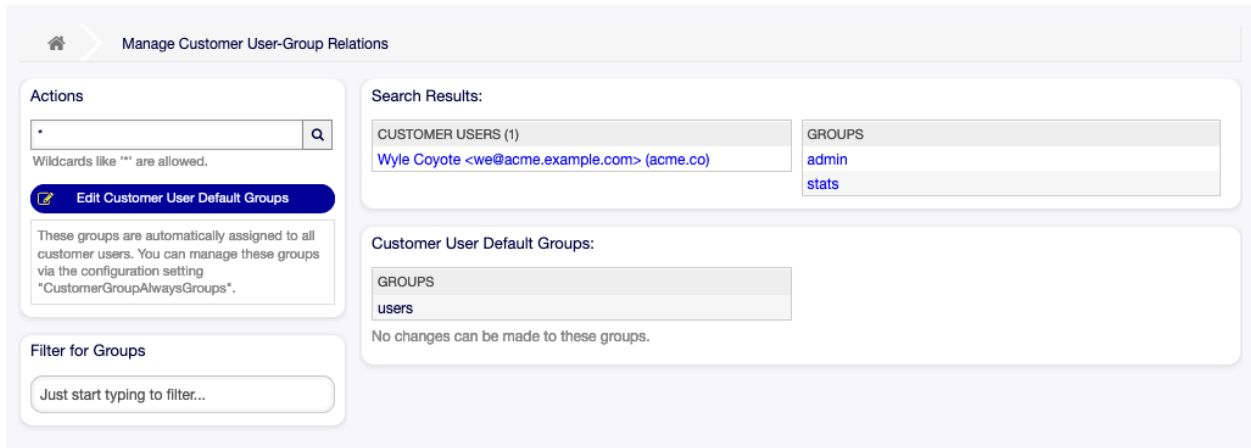 Manage Customer User-Group Relations
Actions
*
Wildcards like '*' are allowed.
Edit Customer User Default Groups
These groups are automatically assigned to all
customer users. You can manage these groups
via the configuration setting
"CustomerGroupAlwaysGroups".
Filter for Groups
Just start typing to filter...
Search Results:
CUSTOMER USERS (1)
Wyle Coyote <we@acme.example.com> (acme.co)
GROUPS
admin
stats
Customer User Default Groups:
GROUPS
users
No changes can be made to these groups.